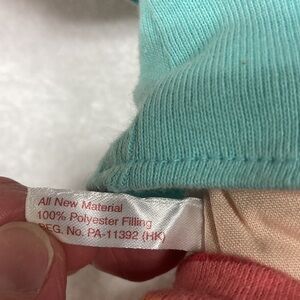 All New Material
100% Polyester Filling
REG. No. PA-11392 (HK)